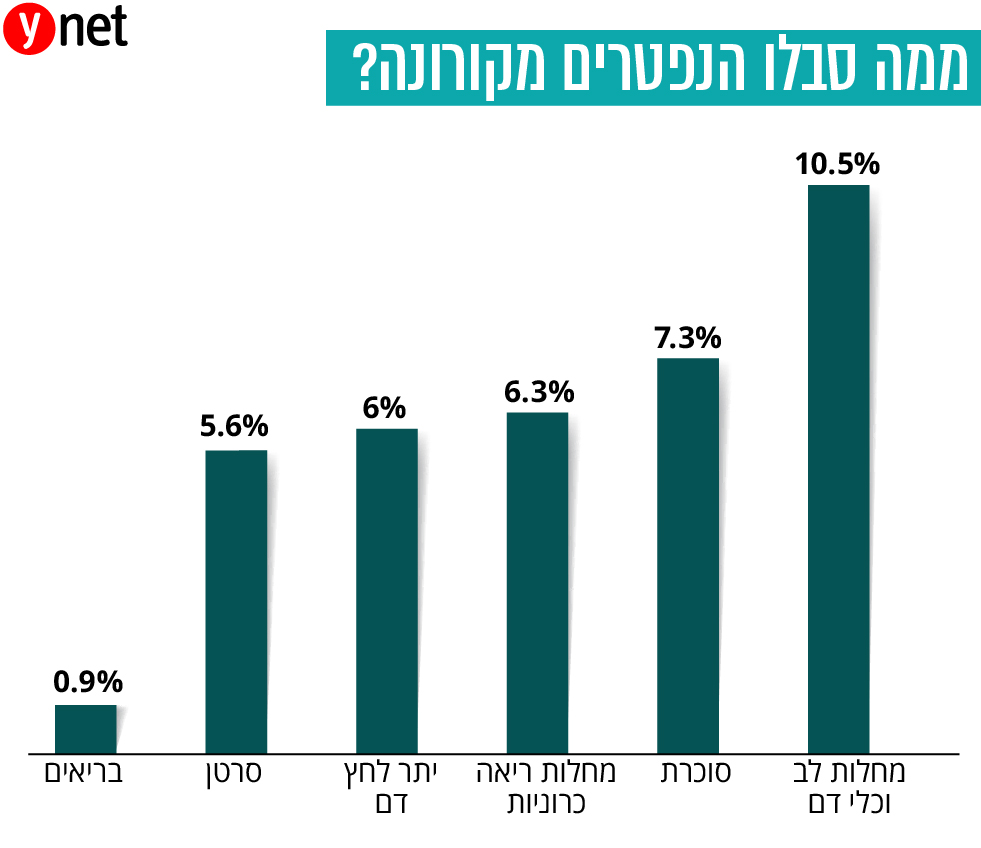 ynet
ממה סבלו הנפטרים מקורונה?
10.5%
7.3%
6.3%
6%
5.6%
0.9%
מחלות לב
וכלי דם
סוכרת
מחלות ריאה
כרוניות
יתר לחץ
דם
סרטן
בריאים